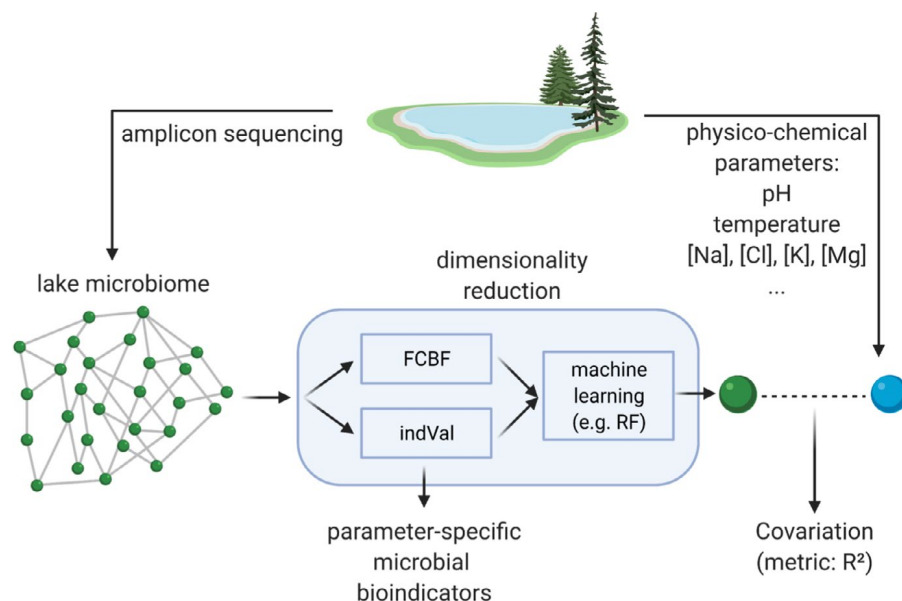 amplicon sequencing
physico-chemical
parameters:
pH
temperature
[Na], [Cl], [K], [Mg]
...
lake microbiome
dimensionality
reduction
FCBF
indVal
machine
learning
(e.g. RF)
parameter-specific
microbial
bioindicators
Covariation
(metric: R²)